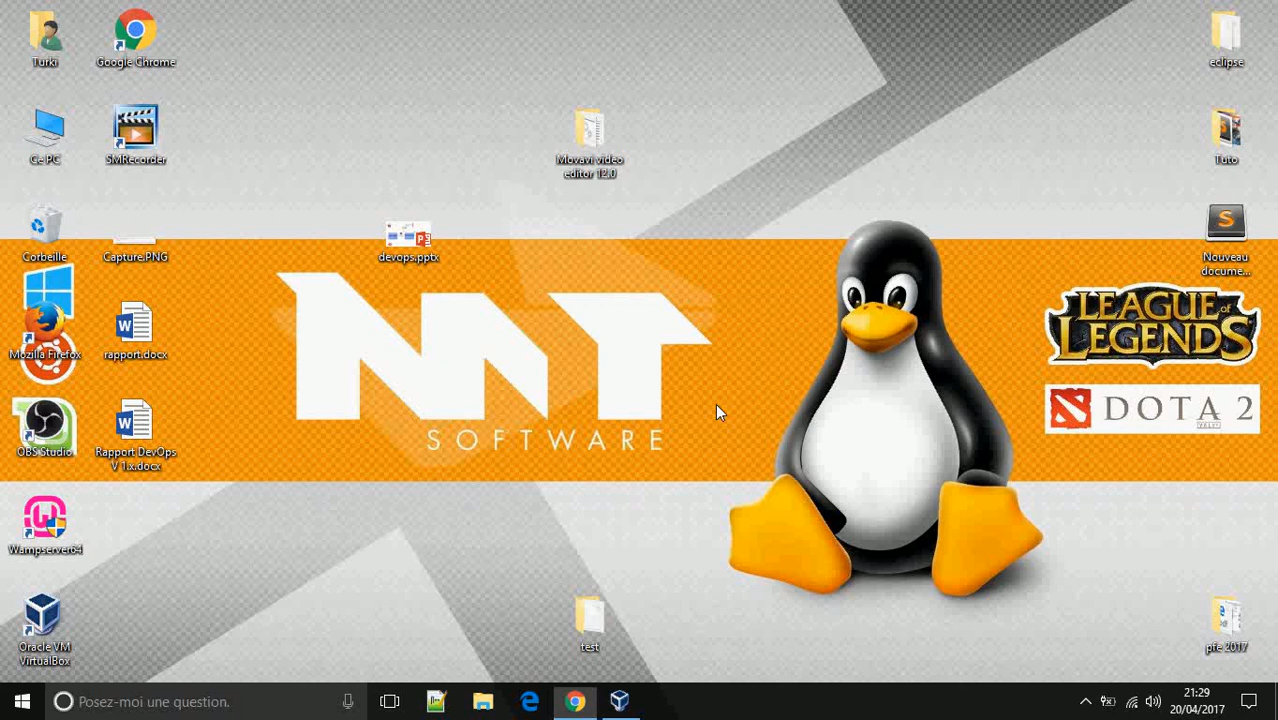 Turki
Google Chrome
eclipse
Ce PC
SMRecorder
Movavi video
editor 12.0
Tuto
Corbeille
Capture.PNG
devops.pptx
Nouveau
docume...
Mozilla Firefox
rapport.docx
NNT
SOFTWARE
LEAGUE of
LEGENDS
DOTA 2
VALVE
OBS Studio
Rapport DevOps
V 1.x.docx
Wampserver64
Oracle VM
VirtualBox
test
pfe 2017
Posez-moi une question.
21:29
20/04/2017